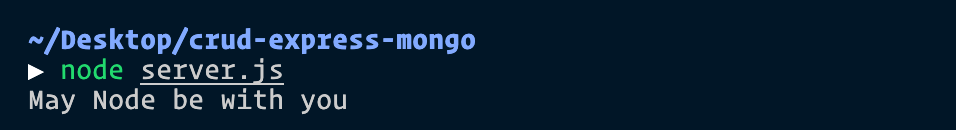 ~/Desktop/crud-express-mongo
▶ node server.js
May Node be with you